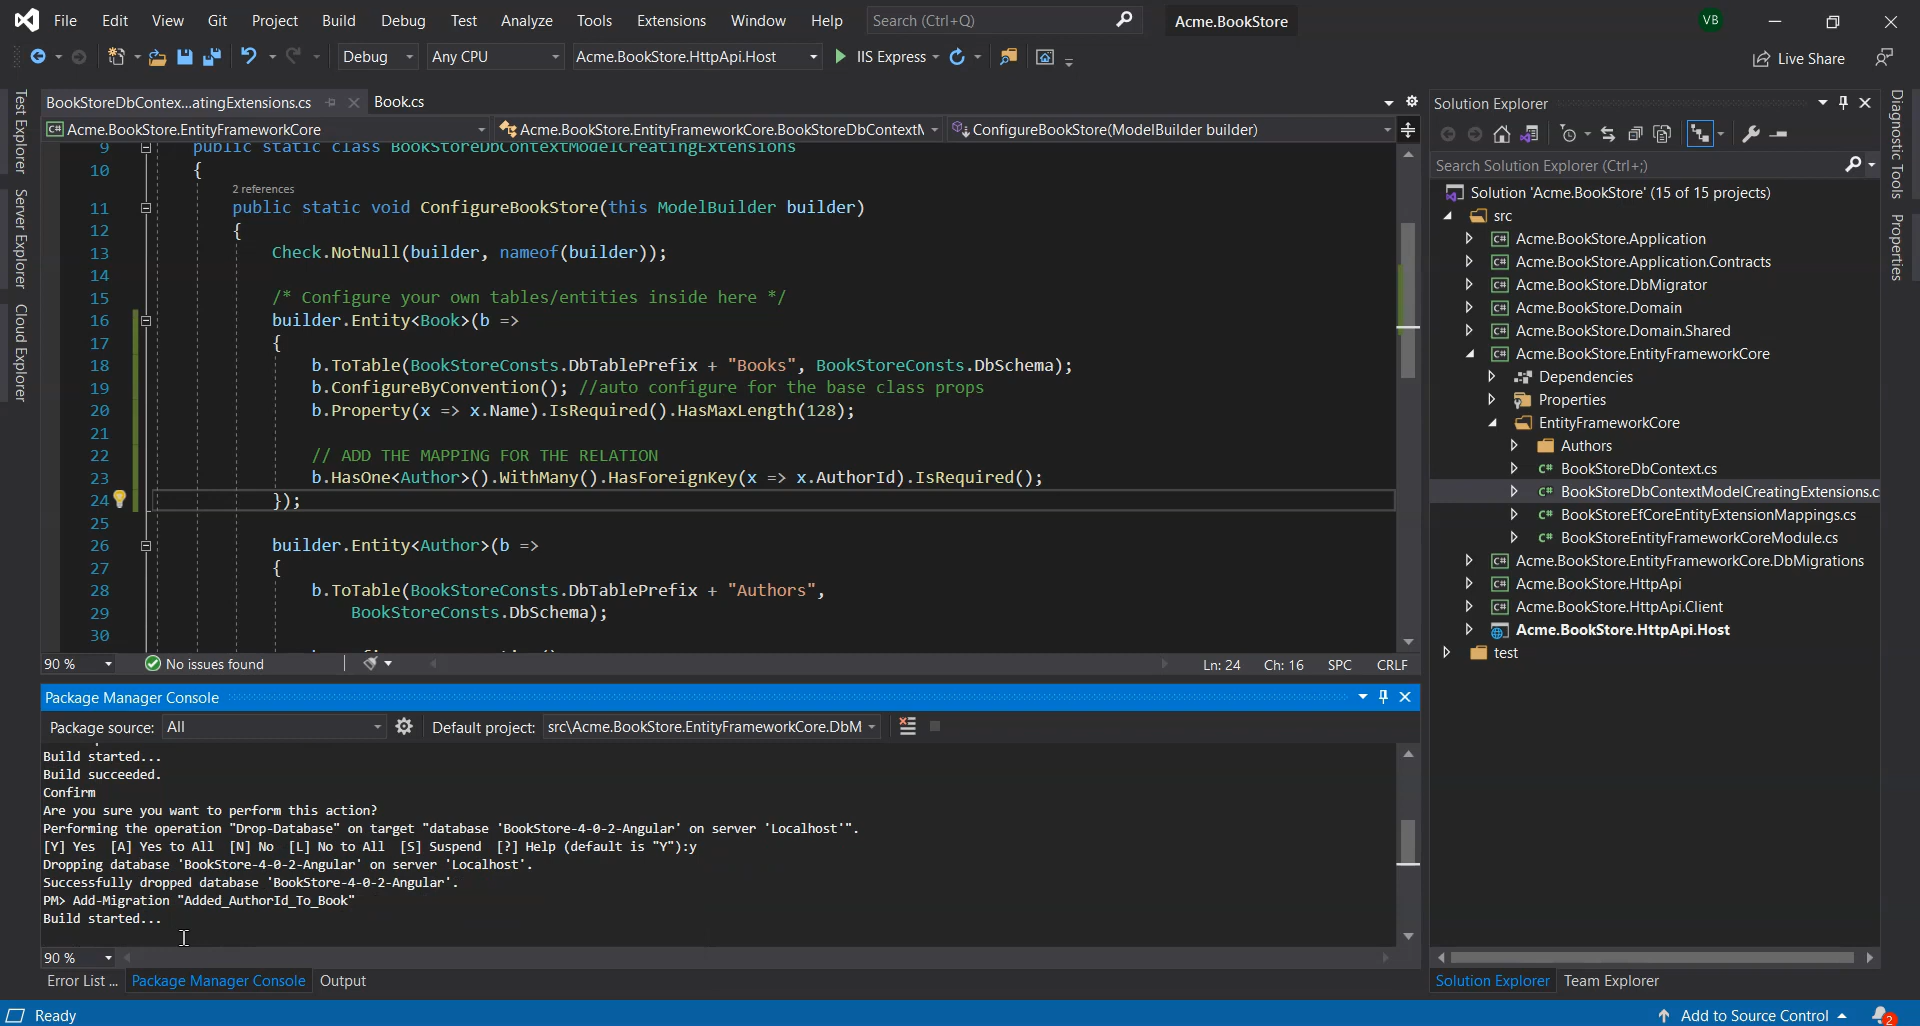 File Edit View Git Project Build Debug Test Analyze Tools Extensions Window Help Search (Ctrl+Q) Acme.BookStore VB
Debug Any CPU Acme.BookStore.HttpApi.Host IIS Express Live Share
Test Explorer
Server Explorer
Cloud Explorer
BookStoreDbContex...atingExtensions.cs Book.cs
Acme.BookStore.EntityFrameworkCore Acme.BookStore.EntityFrameworkCore.BookStoreDbContextM ConfigureBookStore(ModelBuilder builder)
9 public static class BookStoreDbContextModelCreatingExtensions
10 {
2 references
11 public static void ConfigureBookStore(this ModelBuilder builder)
12 {
13 Check.NotNull(builder, nameof(builder));
14
15 /* Configure your own tables/entities inside here */
16 builder.Entity<Book>(b =>
17 {
18 b.ToTable(BookStoreConsts.DbTablePrefix + "Books", BookStoreConsts.DbSchema);
19 b.ConfigureByConvention(); //auto configure for the base class props
20 b.Property(x => x.Name).IsRequired().HasMaxLength(128);
21
22 // ADD THE MAPPING FOR THE RELATION
23 b.HasOne<Author>().WithMany().HasForeignKey(x => x.AuthorId).IsRequired();
24 });
25
26 builder.Entity<Author>(b =>
27 {
28 b.ToTable(BookStoreConsts.DbTablePrefix + "Authors",
29 BookStoreConsts.DbSchema);
30
90 % No issues found Ln: 24 Ch: 16 SPC CRLF
Package Manager Console
Package source: All Default project: src\Acme.BookStore.EntityFrameworkCore.DbM
Build started...
Build succeeded.
Confirm
Are you sure you want to perform this action?
Performing the operation "Drop-Database" on target "database 'BookStore-4-0-2-Angular' on server 'Localhost'".
[Y] Yes [A] Yes to All [N] No [L] No to All [S] Suspend [?] Help (default is "Y"):y
Dropping database 'BookStore-4-0-2-Angular' on server 'Localhost'.
Successfully dropped database 'BookStore-4-0-2-Angular'.
PM> Add-Migration "Added_AuthorId_To_Book"
Build started...
90 %
Error List ... Package Manager Console Output
Solution Explorer
Search Solution Explorer (Ctrl+;)
Solution 'Acme.BookStore' (15 of 15 projects)
src
Acme.BookStore.Application
Acme.BookStore.Application.Contracts
Acme.BookStore.DbMigrator
Acme.BookStore.Domain
Acme.BookStore.Domain.Shared
Acme.BookStore.EntityFrameworkCore
Dependencies
Properties
EntityFrameworkCore
Authors
BookStoreDbContext.cs
BookStoreDbContextModelCreatingExtensions.c
BookStoreEfCoreEntityExtensionMappings.cs
BookStoreEntityFrameworkCoreModule.cs
Acme.BookStore.EntityFrameworkCore.DbMigrations
Acme.BookStore.HttpApi
Acme.BookStore.HttpApi.Client
Acme.BookStore.HttpApi.Host
test
Solution Explorer Team Explorer
Diagnostic Tools
Properties
Ready Add to Source Control 2